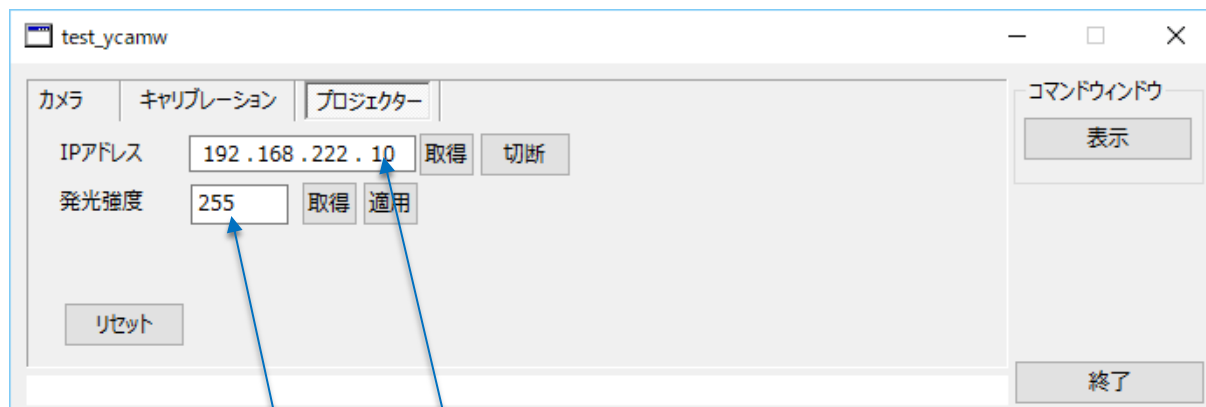 test_ycamw
カメラ キャリブレーション プロジェクター
コマンドウィンドウ
表示
IPアドレス 192.168.222.10 取得 切断
発光強度 255 取得 適用
リセット
終了